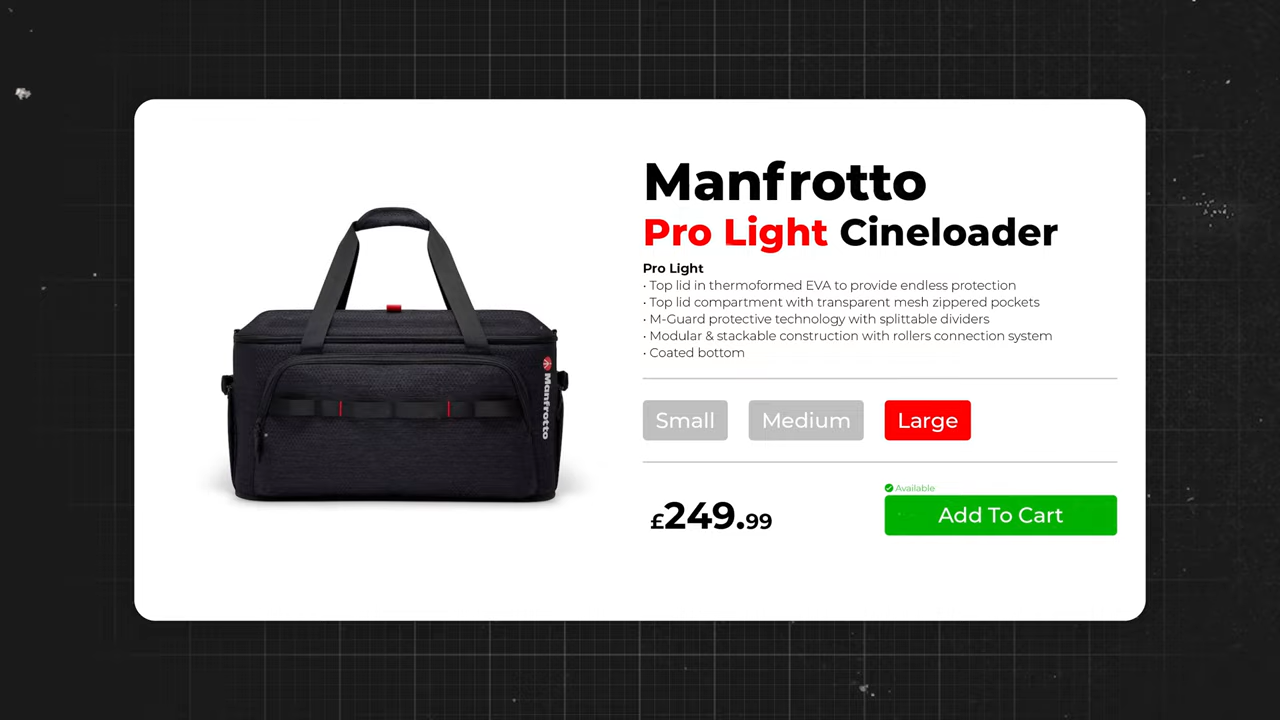 Manfrotto
Pro Light Cineloader
Pro Light
• Top lid in thermoformed EVA to provide endless protection
• Top lid compartment with transparent mesh zippered pockets
• M-Guard protective technology with splittable dividers
• Modular & stackable construction with rollers connection system
• Coated bottom
Manfrotto
Small Medium Large
Available
£249.99
Add To Cart